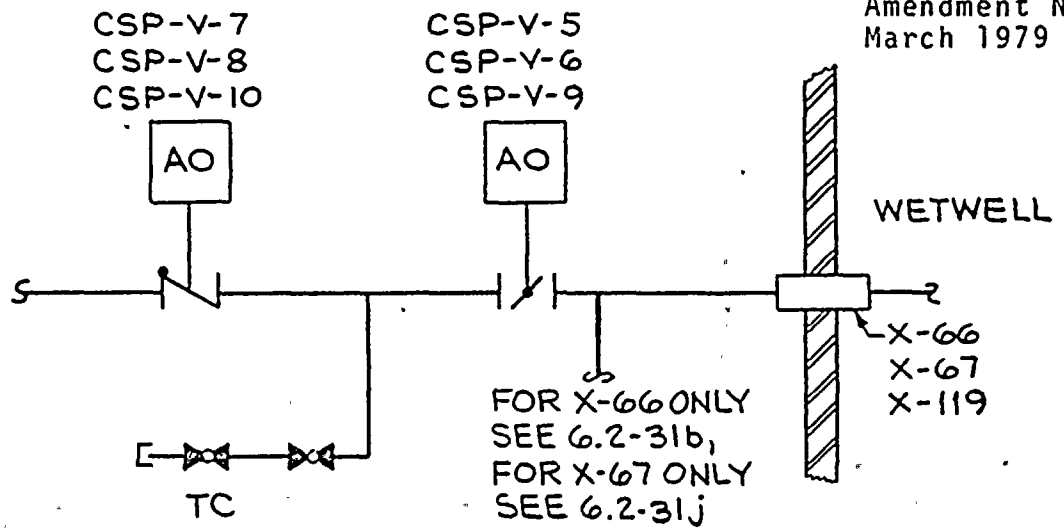 Amendment N
March 1979
CSP-V-7
CSP-V-8
CSP-V-10
CSP-V-5
CSP-V-6
CSP-V-9
AO
AO
WETWELL
X-66
X-67
X-119
FOR X-66 ONLY
SEE 6.2-31b,
FOR X-67 ONLY
SEE 6.2-31j
TC